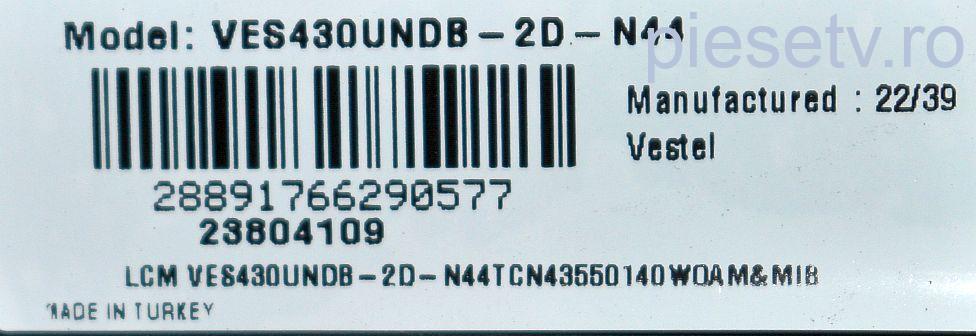 Model: VES430UNDB-2D-N44
piesetv.ro
Manufactured : 22/39
Vestel
28891766290577
23804109
LCM VES430UNDB-2D-N44TCN43550140WOAM&MIB
MADE IN TURKEY